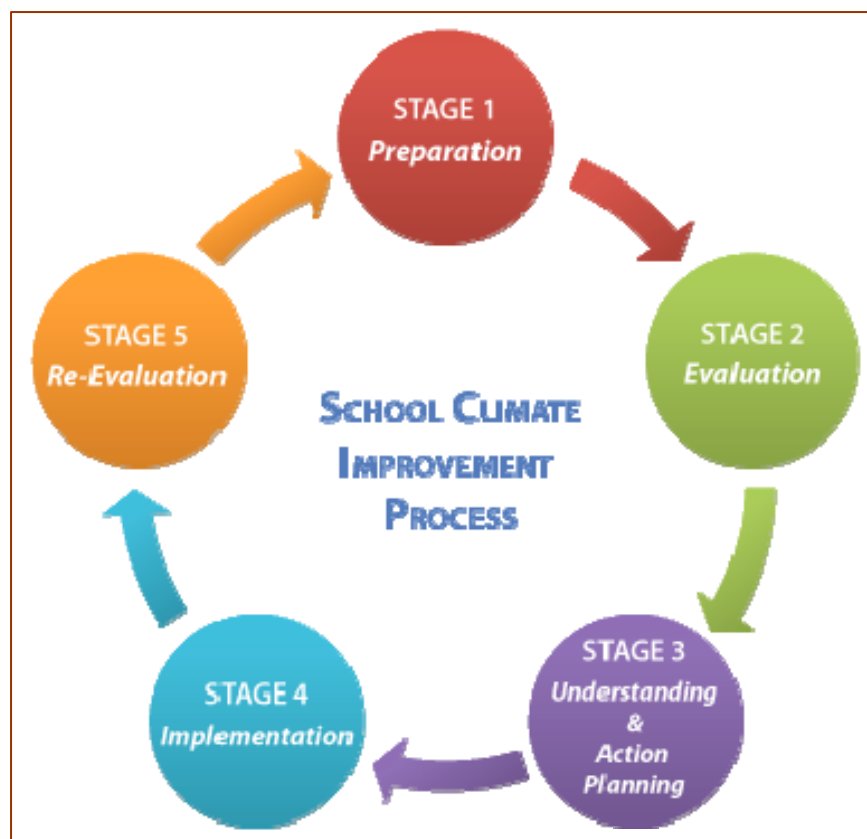 STAGE 1
Preparation
STAGE 2
Evaluation
STAGE 3
Understanding
&
Action
Planning
STAGE 4
Implementation
STAGE 5
Re-Evaluation
SCHOOL CLIMATE
IMPROVEMENT
PROCESS